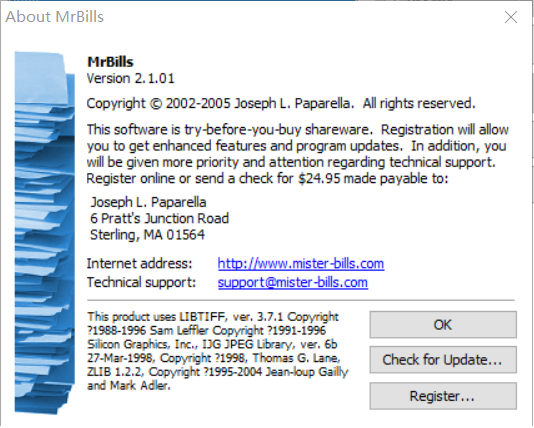 About MrBills
MrBills
Version 2.1.01
Copyright © 2002-2005 Joseph L. Paparella. All rights reserved.
This software is try-before-you-buy shareware. Registration will allow
you to get enhanced features and program updates. In addition, you
will be given more priority and attention regarding technical support.
Register online or send a check for $24.95 made payable to:
Joseph L. Paparella
6 Pratt's Junction Road
Sterling, MA 01564
Internet address: http://www.mister-bills.com
Technical support: support@mister-bills.com
This product uses LIBTIFF, ver. 3.7.1 Copyright
?1988-1996 Sam Leffler Copyright ?1991-1996
Silicon Graphics, Inc., IJG JPEG Library, ver. 6b
27-Mar-1998, Copyright ?1998, Thomas G. Lane,
ZLIB 1.2.2, Copyright ?1995-2004 Jean-loup Gailly
and Mark Adler.
OK
Check for Update...
Register...